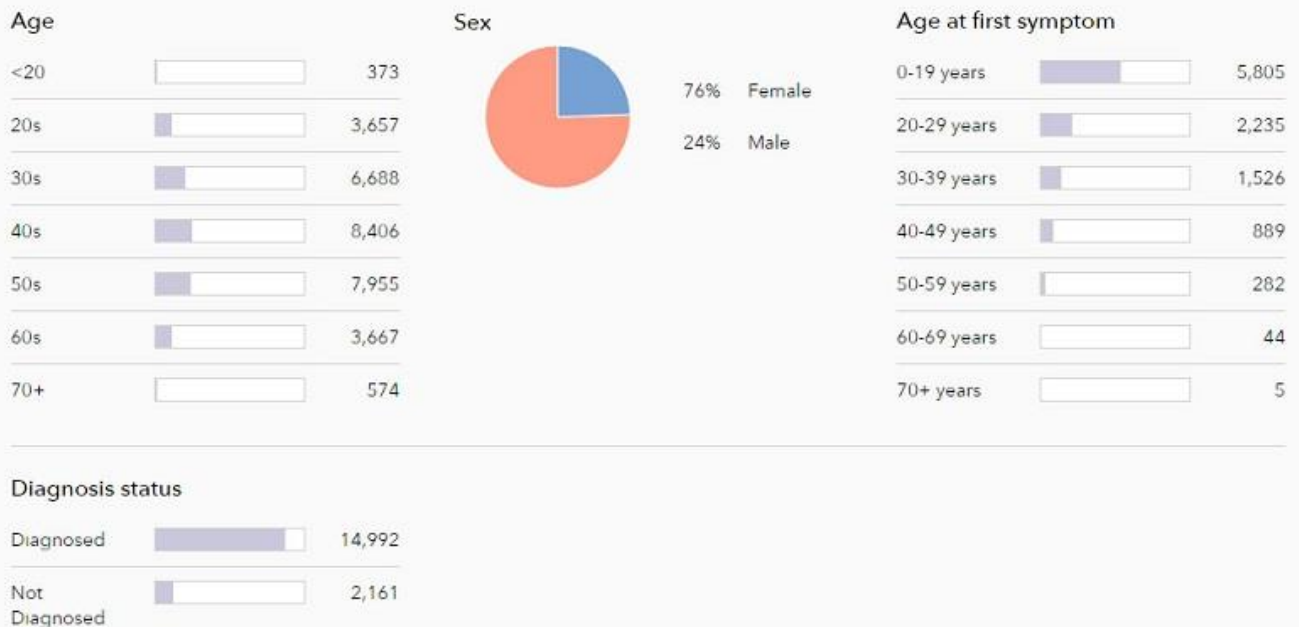 Age
<20 373
20s 3,657
30s 6,688
40s 8,406
50s 7,955
60s 3,667
70+ 574
Sex
76% Female
24% Male
Age at first symptom
0-19 years 5,805
20-29 years 2,235
30-39 years 1,526
40-49 years 889
50-59 years 282
60-69 years 44
70+ years 5
Diagnosis status
Diagnosed 14,992
Not 2,161
Diagnosed